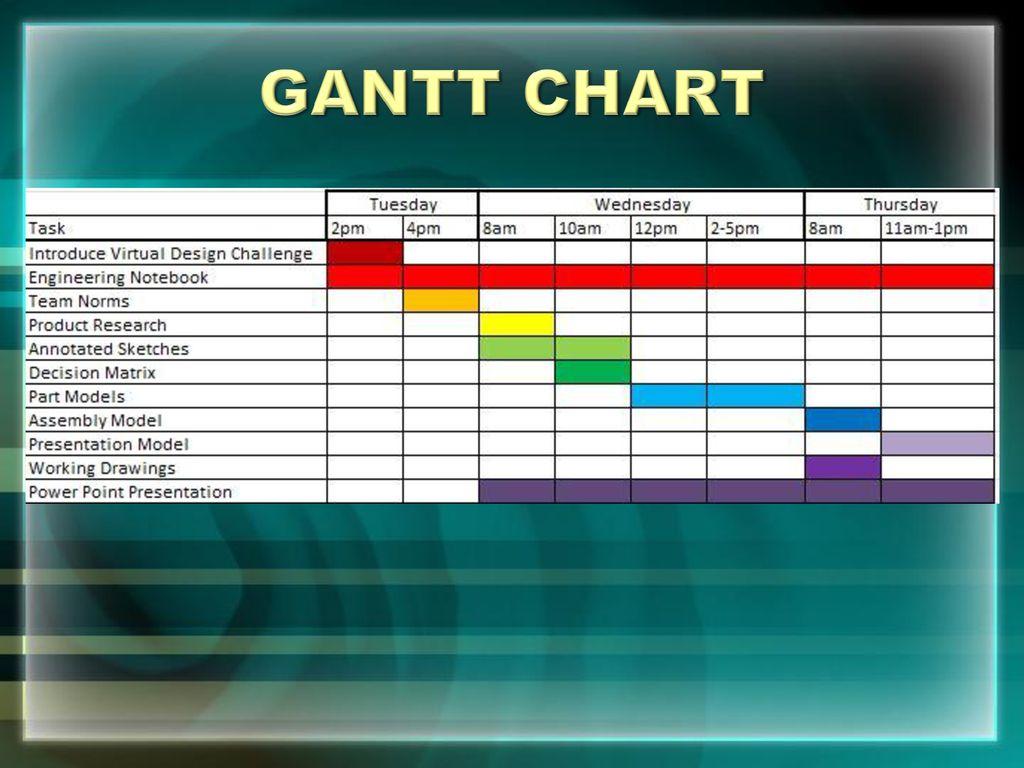 GANTT CHART
Tuesday Wednesday Thursday
Task 2pm 4pm 8am 10am 12pm 2-5pm 8am 11am-1pm
Introduce Virtual Design Challenge
Engineering Notebook
Team Norms
Product Research
Annotated Sketches
Decision Matrix
Part Models
Assembly Model
Presentation Model
Working Drawings
Power Point Presentation